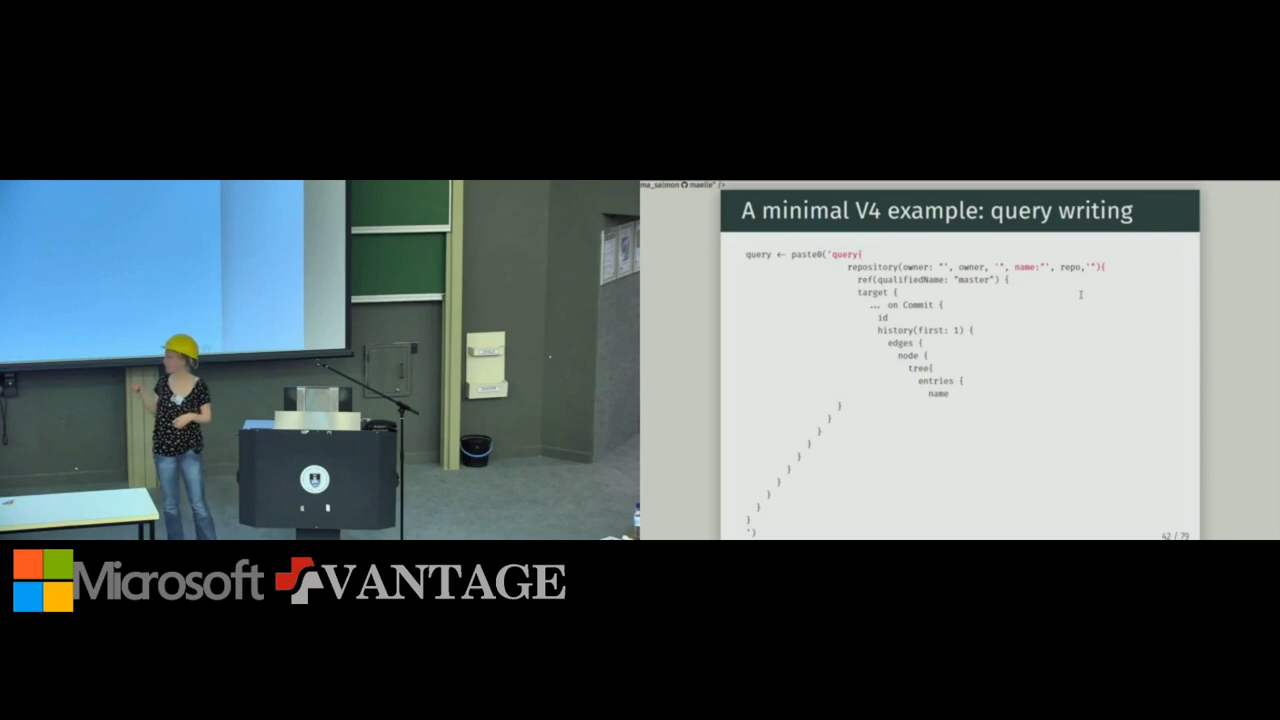 ma_salmon maelle" />
A minimal V4 example: query writing
query <- paste0('query{
repository(owner: "', owner, '", name:"', repo,'"){
ref(qualifiedName: "master") {
target {
... on Commit {
id
history(first: 1) {
edges {
node {
tree{
entries {
name
}
}
}
}
}
}
}
}
}
}
')
42 / 79
Microsoft VANTAGE